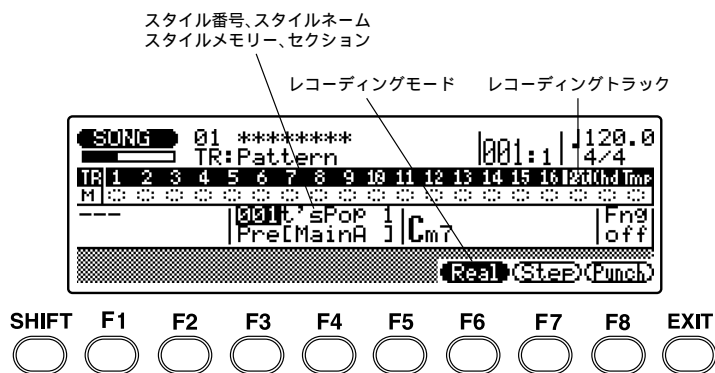 スタイル番号、スタイルネーム
スタイルメモリー、セクション
レコーディングモード
レコーディングトラック
SONG 01 ******** 001:1 ♩120.0
TR:Pattern 4/4
TR 1 2 3 4 5 6 7 8 9 10 11 12 13 14 15 16 Chd Tmp
M
--- 001t'sPop 1 Cm7 Fng
Pre[MainA ] off
Real Step Punch
SHIFT F1 F2 F3 F4 F5 F6 F7 F8 EXIT